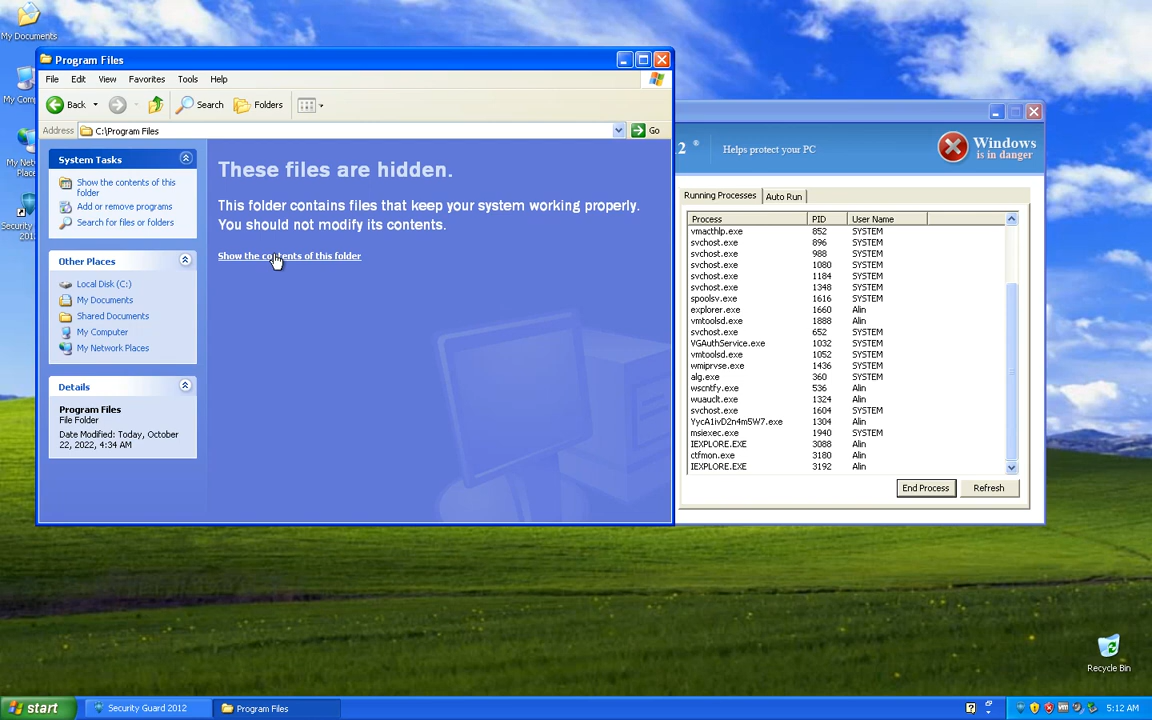 My Documents
My Com
My Net
Place
Security
201
Program Files
File Edit View Favorites Tools Help
Back Search Folders
Address C:\Program Files Go
System Tasks
Show the contents of this
folder
Add or remove programs
Search for files or folders
Other Places
Local Disk (C:)
My Documents
Shared Documents
My Computer
My Network Places
Details
Program Files
File Folder
Date Modified: Today, October
22, 2022, 4:34 AM
These files are hidden.
This folder contains files that keep your system working properly.
You should not modify its contents.
Show the contents of this folder
2 ® Helps protect your PC
Windows
is in danger
Running Processes Auto Run
Process PID User Name
vmacthlp.exe 852 SYSTEM
svchost.exe 896 SYSTEM
svchost.exe 988 SYSTEM
svchost.exe 1080 SYSTEM
svchost.exe 1184 SYSTEM
svchost.exe 1348 SYSTEM
spoolsv.exe 1616 SYSTEM
explorer.exe 1660 Alin
vmtoolsd.exe 1888 Alin
svchost.exe 652 SYSTEM
VGAuthService.exe 1032 SYSTEM
vmtoolsd.exe 1052 SYSTEM
wmiprvse.exe 1436 SYSTEM
alg.exe 360 SYSTEM
wscntfy.exe 536 Alin
wuauclt.exe 1324 Alin
svchost.exe 1604 SYSTEM
YycA1ivD2n4m5W7.exe 1304 Alin
msiexec.exe 1940 SYSTEM
IEXPLORE.EXE 3088 Alin
ctfmon.exe 3180 Alin
IEXPLORE.EXE 3192 Alin
End Process Refresh
Recycle Bin
start Security Guard 2012 Program Files 5:12 AM